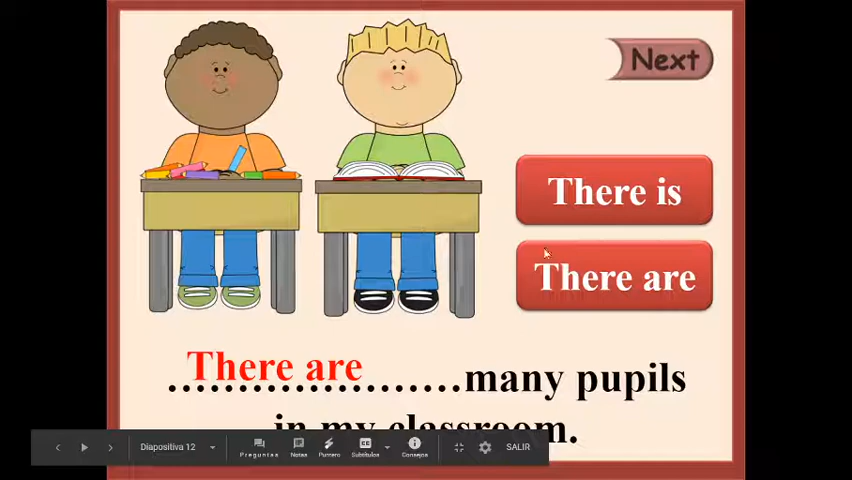 Next
There is
There are
There are
........................many pupils
in my classroom.
Diapositiva 12
Preguntas
Notas
Puntero
Subtítulos
Consejos
SALIR